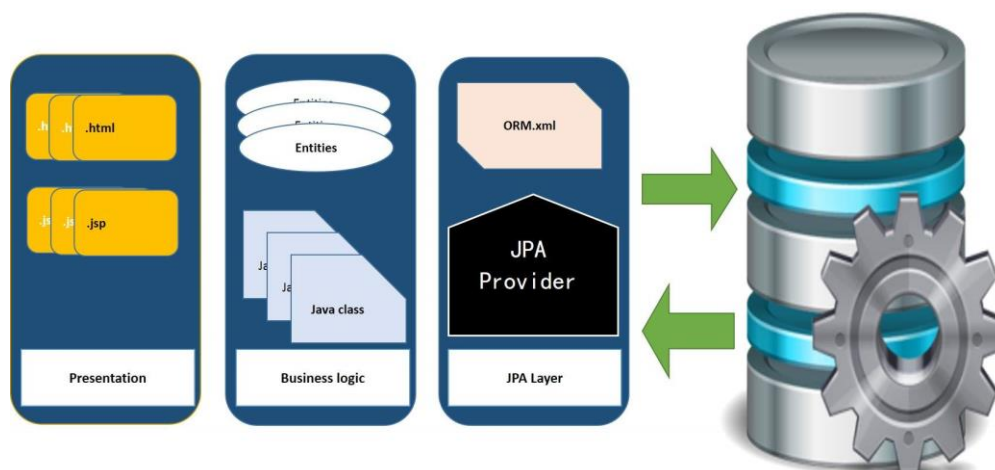 .html
.jsp
Presentation
Entities
Java class
Business logic
ORM.xml
JPA
Provider
JPA Layer